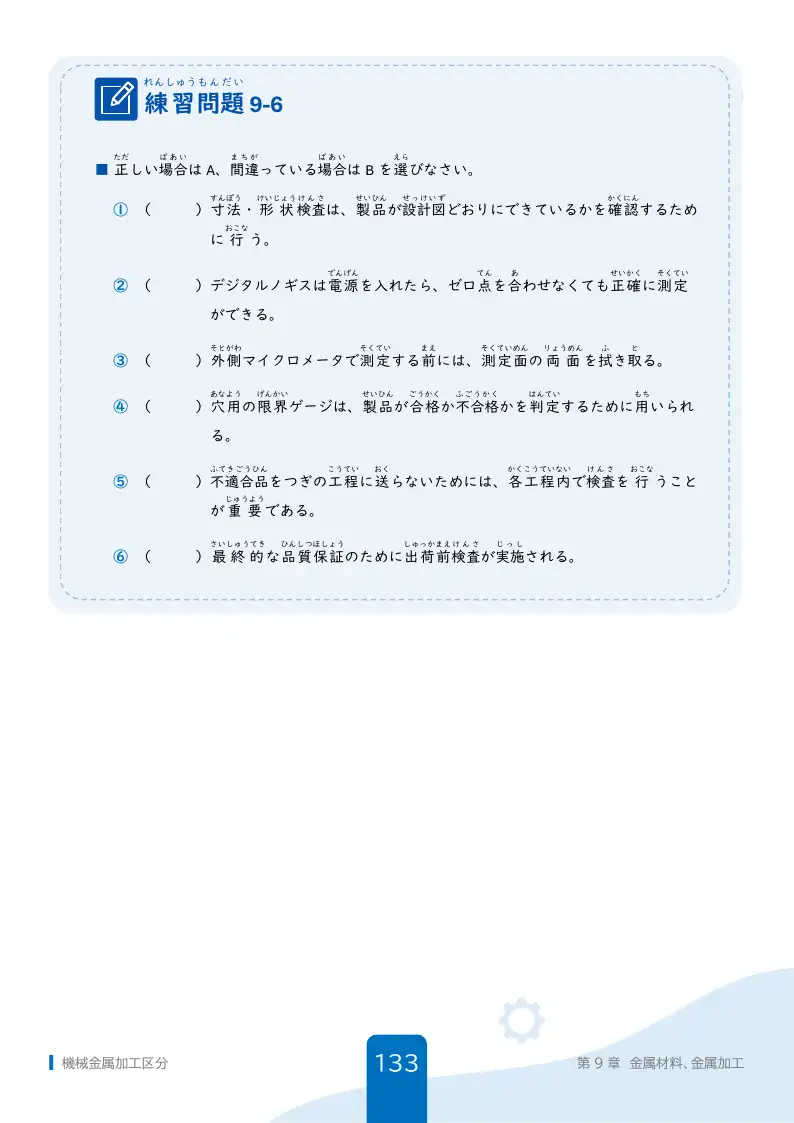 れんしゅうもんだい
練習問題 9-6
ただ ばあい まちが ばあい えら
■ 正しい場合は A、間違っている場合は B を選びなさい。
すんぽう けいじょうけんさ せいひん せっけいず かくにん
① （ ）寸法・形状検査は、製品が設計図どおりにできているかを確認するため
おこな
に行う。
でんげん てん あ せいかく そくてい
② （ ）デジタルノギスは電源を入れたら、ゼロ点を合わせなくても正確に測定
ができる。
そとがわ そくてい まえ そくていめん りょうめん ふ と
③ （ ）外側マイクロメータで測定する前には、測定面の両面を拭き取る。
あなよう げんかい せいひん ごうかく ふごうかく はんてい もち
④ （ ）穴用の限界ゲージは、製品が合格か不合格かを判定するために用いられ
る。
ふてきごうひん こうてい おく かくこうていない けんさ おこな
⑤ （ ）不適合品をつぎの工程に送らないためには、各工程内で検査を行うこと
じゅうよう
が重要である。
さいしゅうてき ひんしつほしょう しゅっかまえけんさ じっし
⑥ （ ）最終的な品質保証のために出荷前検査が実施される。
機械金属加工区分
133
第 9 章 金属材料、金属加工